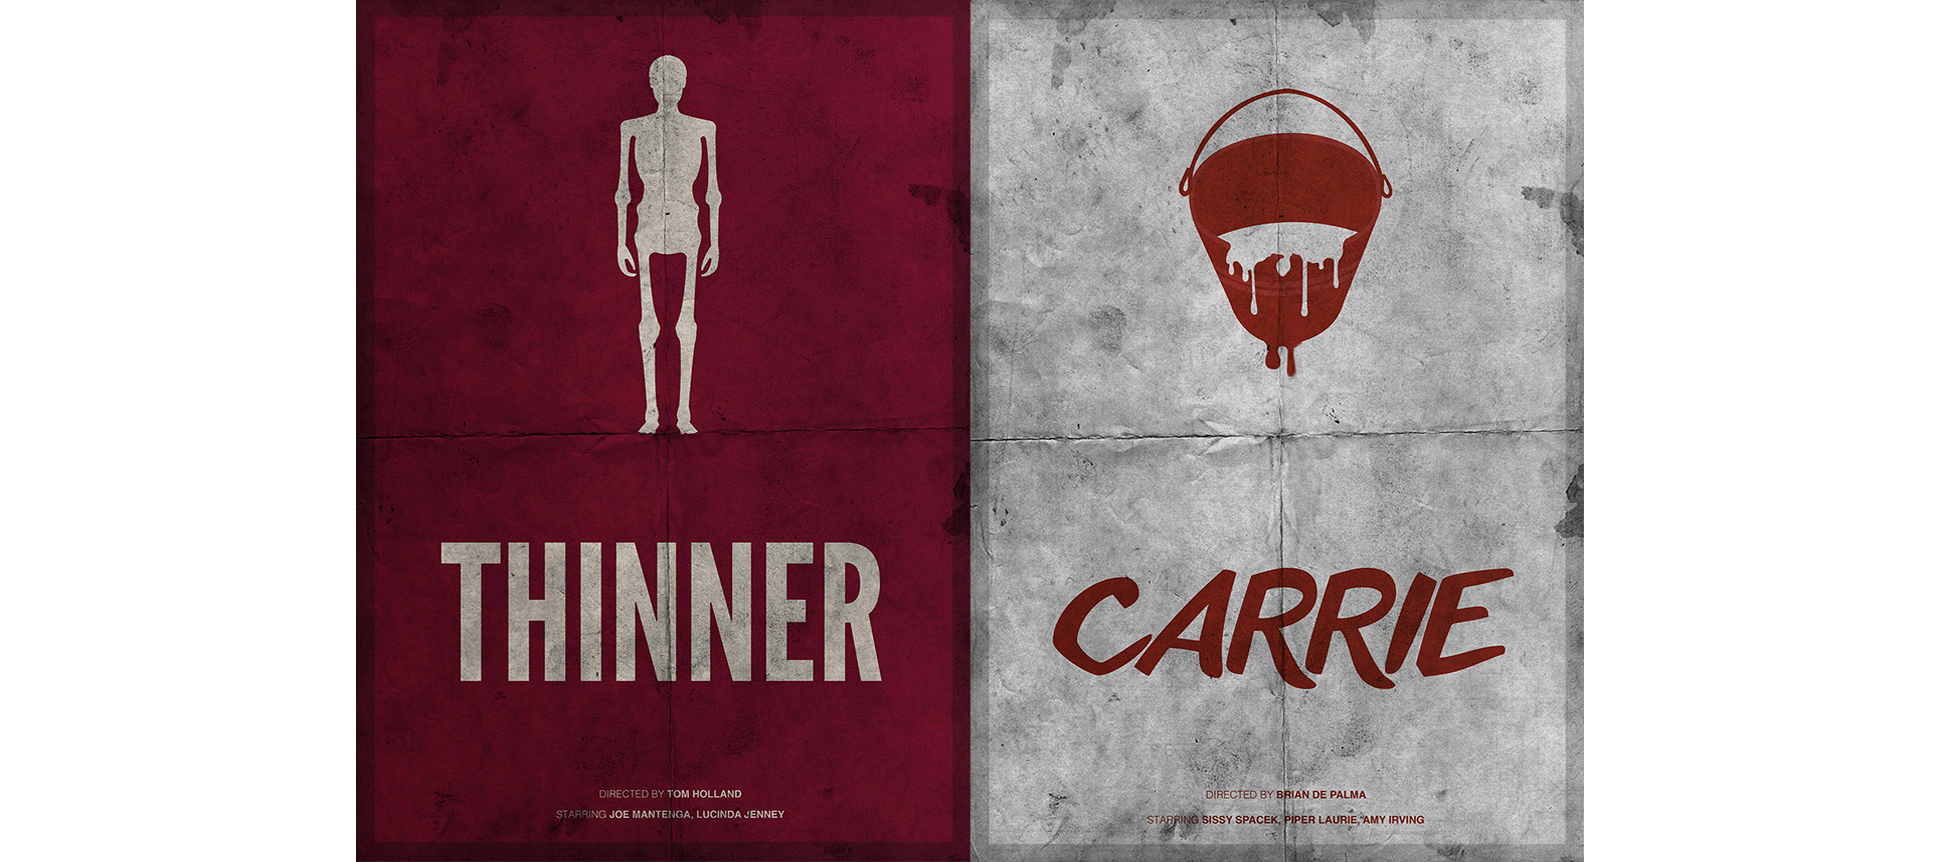 THINNER
DIRECTED BY TOM HOLLAND
STARRING JOE MANTENGA, LUCINDA JENNEY
CARRIE
DIRECTED BY BRIAN DE PALMA
STARRING SISSY SPACEK, PIPER LAURIE, AMY IRVING